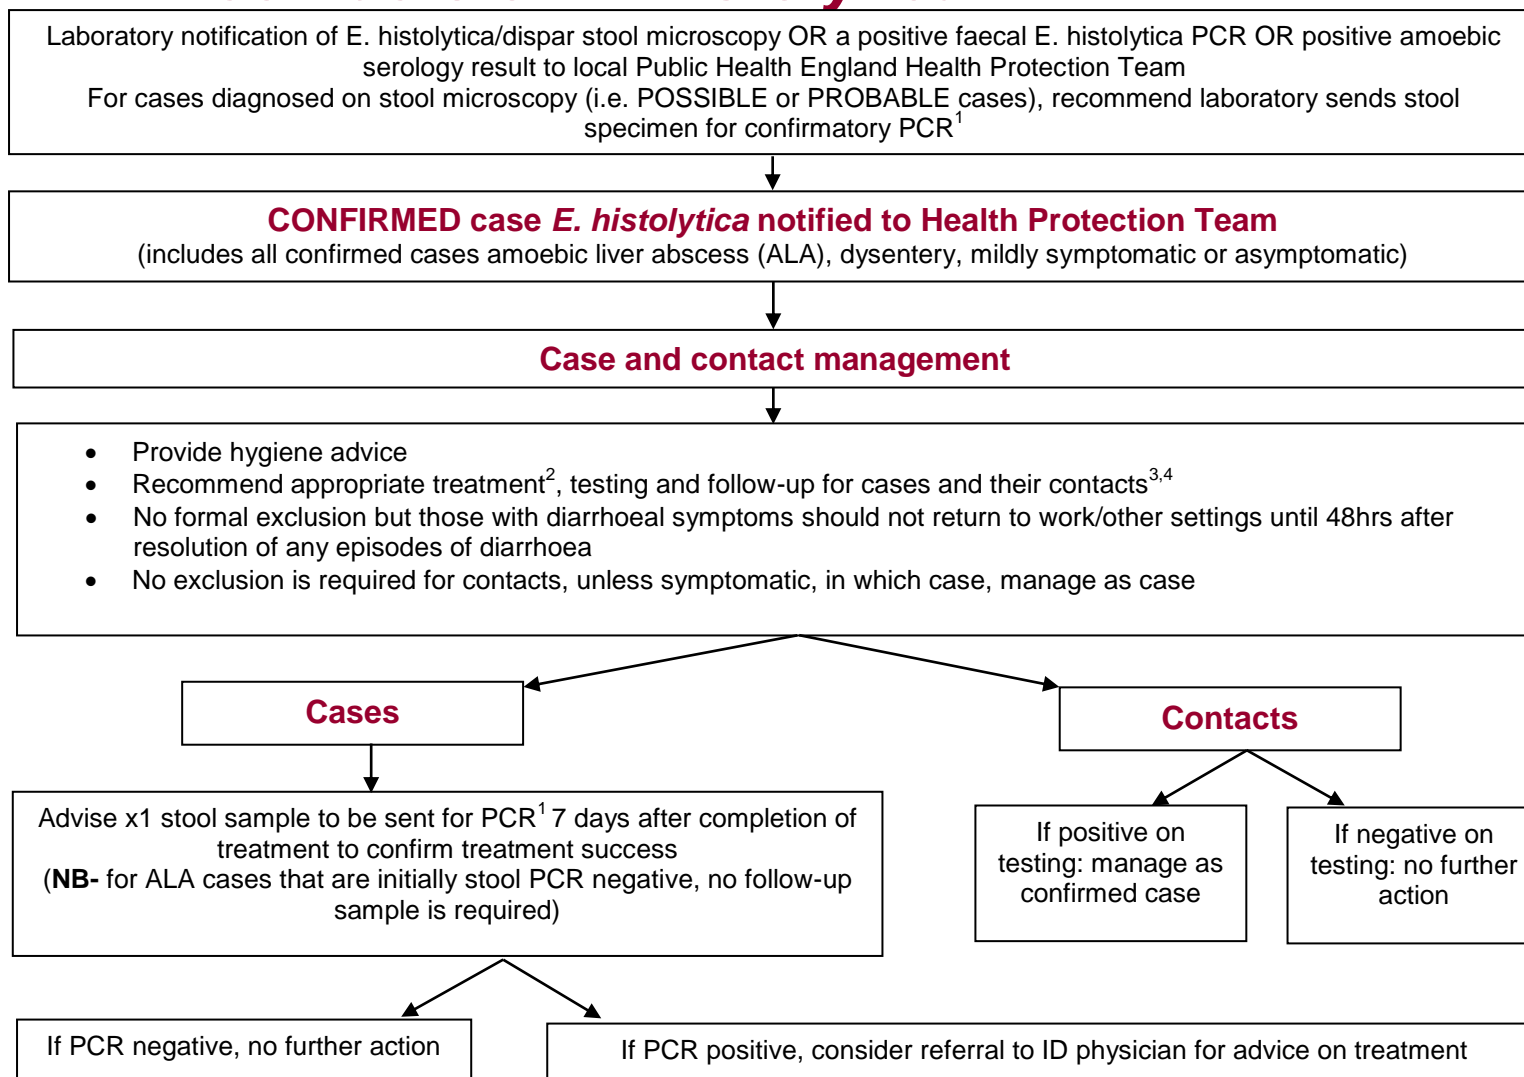 Laboratory notification of E. histolytica/dispar stool microscopy OR a positive faecal E. histolytica PCR OR positive amoebic
serology result to local Public Health England Health Protection Team
For cases diagnosed on stool microscopy (i.e. POSSIBLE or PROBABLE cases), recommend laboratory sends stool
specimen for confirmatory PCR¹
CONFIRMED case E. histolytica notified to Health Protection Team
(includes all confirmed cases amoebic liver abscess (ALA), dysentery, mildly symptomatic or asymptomatic)
Case and contact management
• Provide hygiene advice
• Recommend appropriate treatment², testing and follow-up for cases and their contacts³,⁴
• No formal exclusion but those with diarrhoeal symptoms should not return to work/other settings until 48hrs after
resolution of any episodes of diarrhoea
• No exclusion is required for contacts, unless symptomatic, in which case, manage as case
Cases
Contacts
Advise x1 stool sample to be sent for PCR¹ 7 days after completion of
treatment to confirm treatment success
(NB- for ALA cases that are initially stool PCR negative, no follow-up
sample is required)
If positive on
testing: manage as
confirmed case
If negative on
testing: no further
action
If PCR negative, no further action
If PCR positive, consider referral to ID physician for advice on treatment